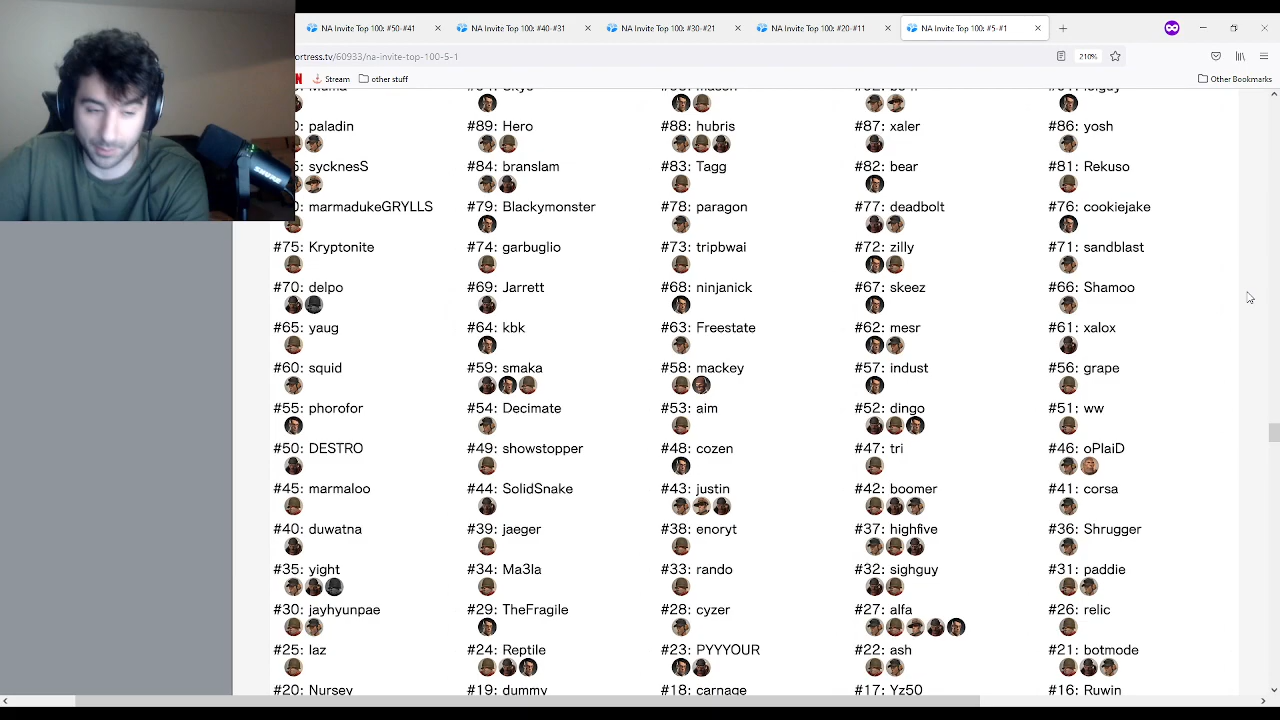 NA Invite Top 100: #50-#41
NA Invite Top 100: #40-#31
NA Invite Top 100: #30-#21
NA Invite Top 100: #20-#11
NA Invite Top 100: #5-#1
ortress.tv/60933/na-invite-top-100-5-1
210%
Stream
other stuff
Other Bookmarks
paladin
#89: Hero
#88: hubris
#87: xaler
#86: yosh
sycknesS
#84: branslam
#83: Tagg
#82: bear
#81: Rekuso
marmadukeGRYLLS
#79: Blackymonster
#78: paragon
#77: deadbolt
#76: cookiejake
#75: Kryptonite
#74: garbuglio
#73: tripbwai
#72: zilly
#71: sandblast
#70: delpo
#69: Jarrett
#68: ninjanick
#67: skeez
#66: Shamoo
#65: yaug
#64: kbk
#63: Freestate
#62: mesr
#61: xalox
#60: squid
#59: smaka
#58: mackey
#57: indust
#56: grape
#55: phorofor
#54: Decimate
#53: aim
#52: dingo
#51: ww
#50: DESTRO
#49: showstopper
#48: cozen
#47: tri
#46: oPlaiD
#45: marmaloo
#44: SolidSnake
#43: justin
#42: boomer
#41: corsa
#40: duwatna
#39: jaeger
#38: enoryt
#37: highfive
#36: Shrugger
#35: yight
#34: Ma3la
#33: rando
#32: sighguy
#31: paddie
#30: jayhyunpae
#29: TheFragile
#28: cyzer
#27: alfa
#26: relic
#25: laz
#24: Reptile
#23: PYYYOUR
#22: ash
#21: botmode
#20: Nursey
#19: dummy
#18: carnage
#17: Yz50
#16: Ruwin